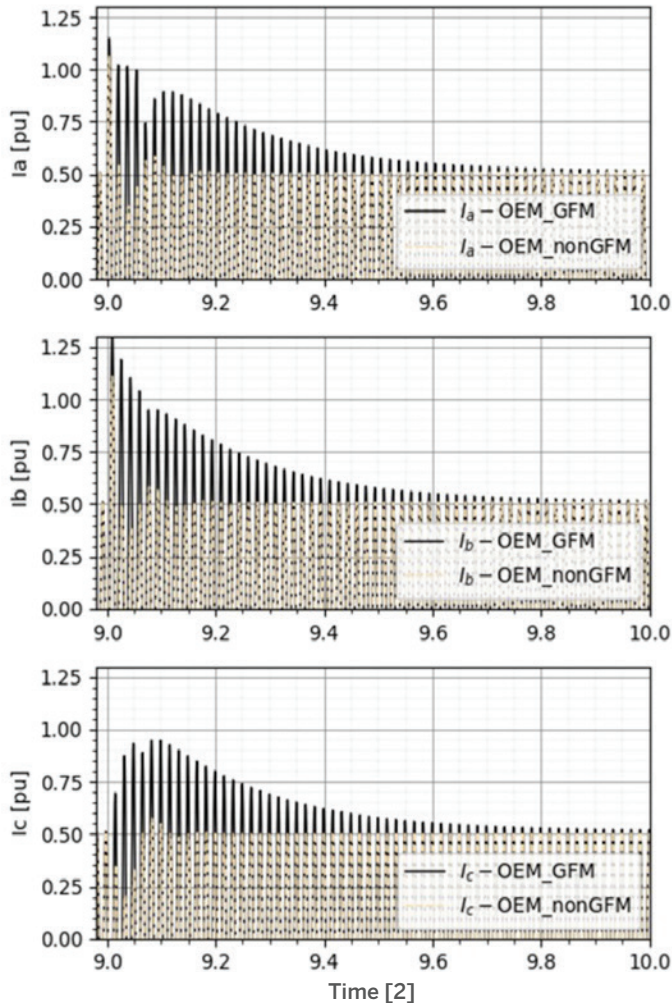 1.25
1.00
0.75
0.50
0.25
0.00
Ia [pu]
Ia − OEM_GFM
Ia − OEM_nonGFM
9.0 9.2 9.4 9.6 9.8 10.0
1.25
1.00
0.75
0.50
0.25
0.00
Ib [pu]
Ib − OEM_GFM
Ib − OEM_nonGFM
9.0 9.2 9.4 9.6 9.8 10.0
1.25
1.00
0.75
0.50
0.25
0.00
Ic [pu]
Ic − OEM_GFM
Ic − OEM_nonGFM
9.0 9.2 9.4 9.6 9.8 10.0
Time [2]